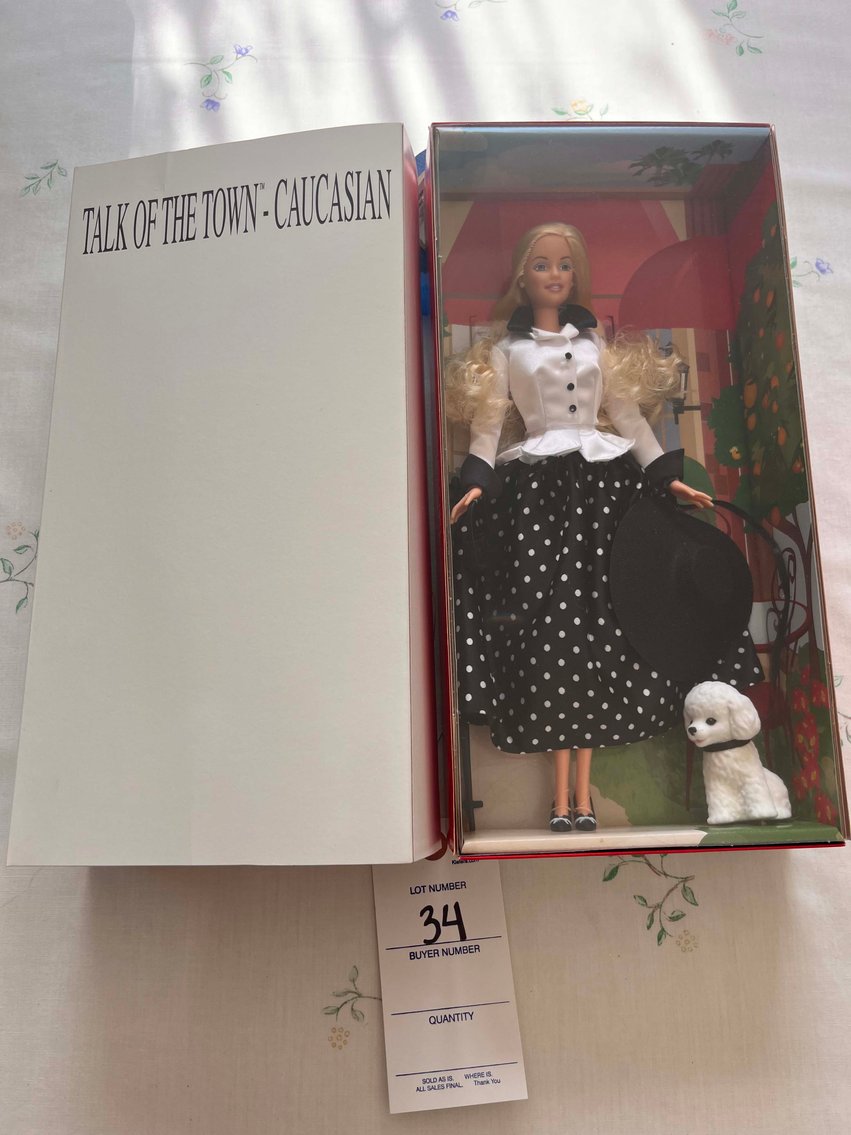 TALK OF THE TOWN™ - CAUCASIAN
LOT NUMBER
34
BUYER NUMBER
QUANTITY
SOLD AS IS. WHERE IS.
ALL SALES FINAL. Thank You